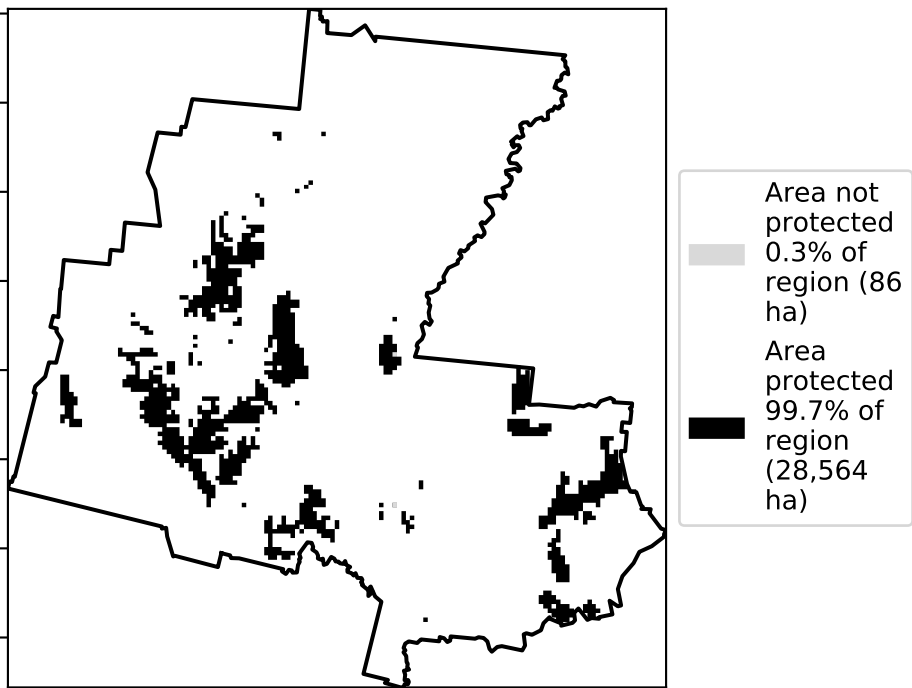 Area not
protected
0.3% of
region (86
ha)
Area
protected
99.7% of
region
(28,564
ha)